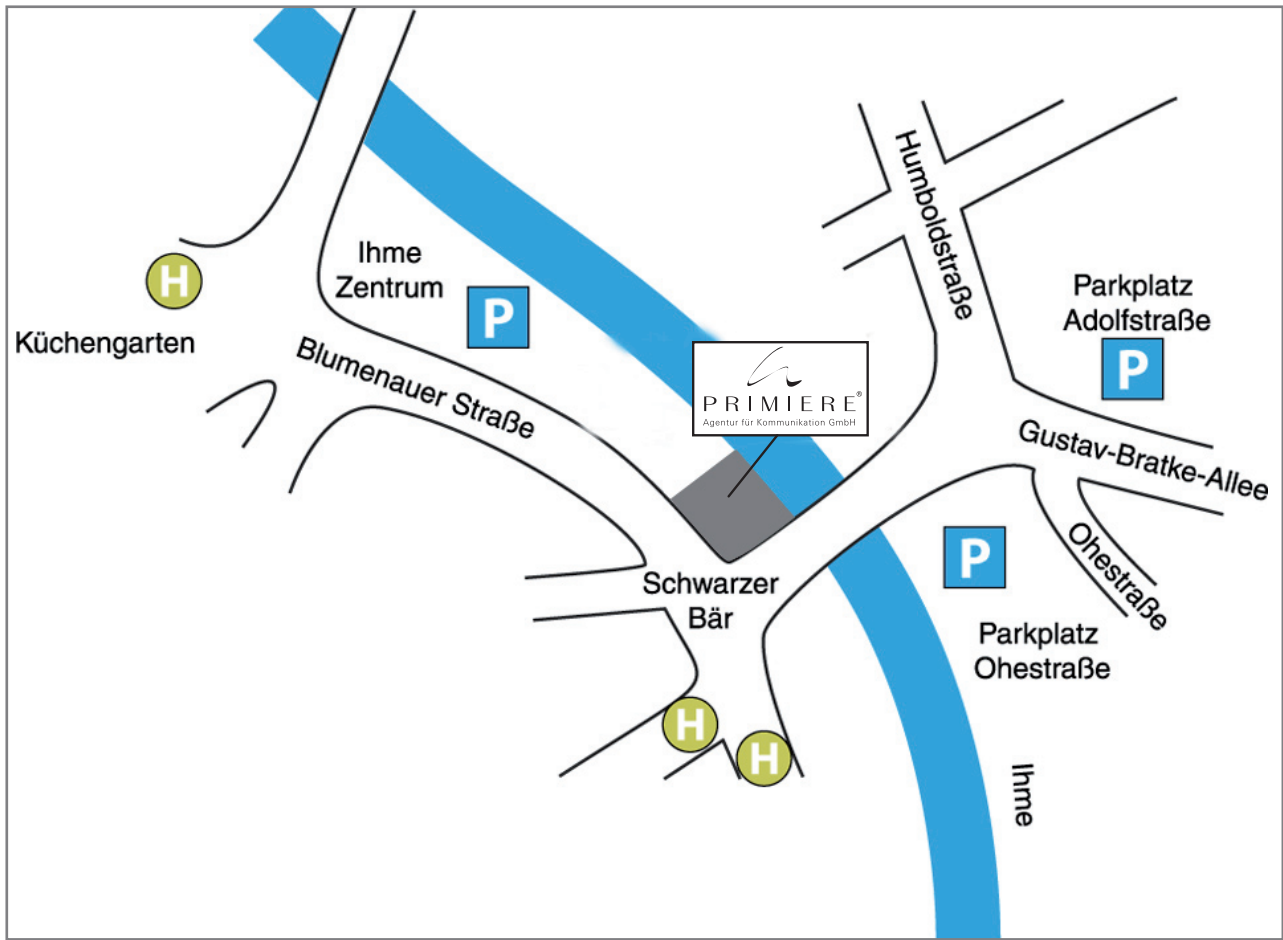 Humboldstraße
Ihme
Zentrum
P
H
Küchengarten
Blumenauer Straße
Parkplatz
Adolfstraße
P
PRIMIERE®
Agentur für Kommunikation GmbH
Gustav-Bratke-Allee
Ohestraße
P
Parkplatz
Ohestraße
Schwarzer
Bär
H
H
Ihme